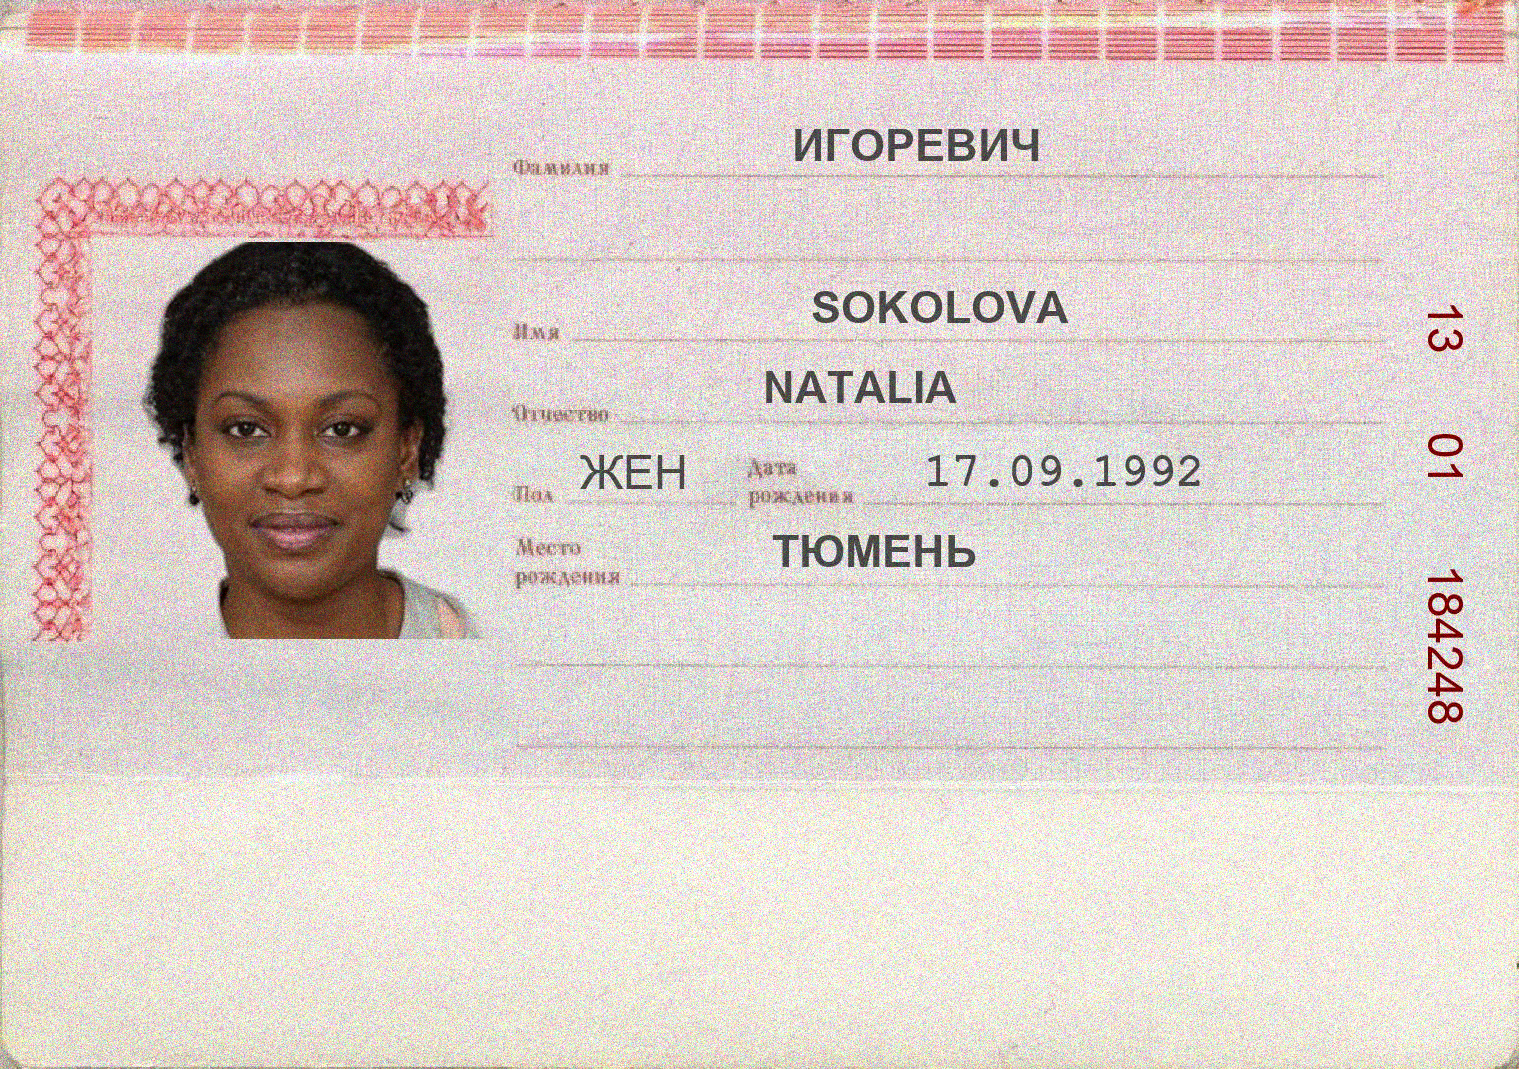 Фамилия ИГОРЕВИЧ
Имя SOKOLOVA
Отчество NATALIA
Пол ЖЕН Дата рождения 17.09.1992
Место рождения ТЮМЕНЬ
13 01 184248